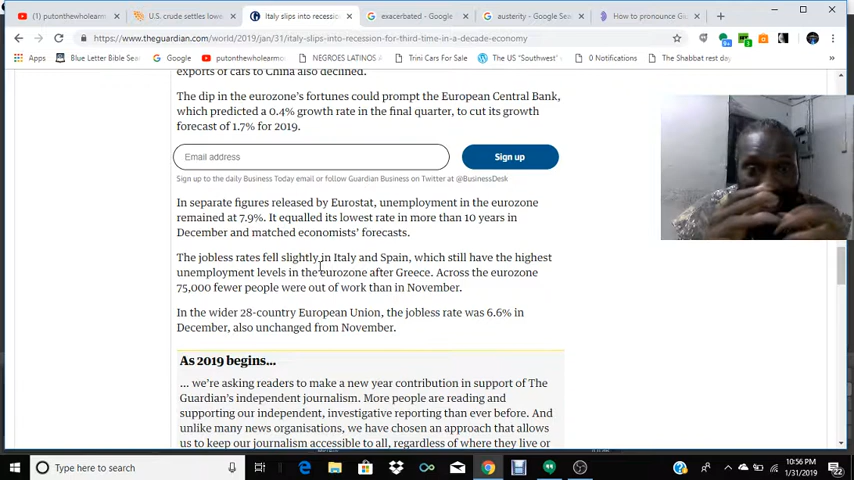 (1) putonthewholearmo
U.S. crude settles lowe
Italy slips into recession
exacerbated - Google
austerity - Google Sea
How to pronounce G
https://www.theguardian.com/world/2019/jan/31/italy-slips-into-recession-for-third-time-in-a-decade-economy
Apps
Blue Letter Bible Sea
Google
putonthewholearmo
NEGROES LATINOS A
Trini Cars For Sale
The US "Southwest"
0 Notifications
The Shabbat rest day
exports of cars to China also declined.
The dip in the eurozone's fortunes could prompt the European Central Bank,
which predicted a 0.4% growth rate in the final quarter, to cut its growth
forecast of 1.7% for 2019.
Email address
Sign up
Sign up to the daily Business Today email or follow Guardian Business on Twitter at @BusinessDesk
In separate figures released by Eurostat, unemployment in the eurozone
remained at 7.9%. It equalled its lowest rate in more than 10 years in
December and matched economists' forecasts.
The jobless rates fell slightly in Italy and Spain, which still have the highest
unemployment levels in the eurozone after Greece. Across the eurozone
75,000 fewer people were out of work than in November.
In the wider 28-country European Union, the jobless rate was 6.6% in
December, also unchanged from November.
As 2019 begins...
... we're asking readers to make a new year contribution in support of The
Guardian's independent journalism. More people are reading and
supporting our independent, investigative reporting than ever before. And
unlike many news organisations, we have chosen an approach that allows
us to keep our journalism accessible to all, regardless of where they live or
Type here to search
10:56 PM
1/31/2019